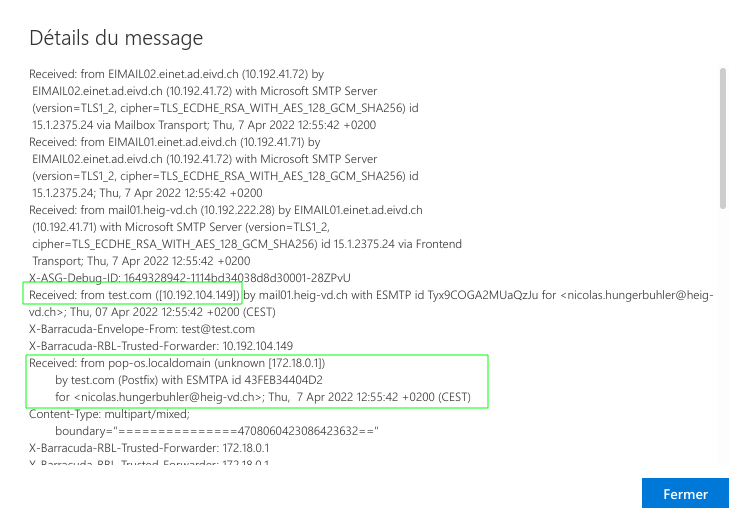 Détails du message
Received: from EIMAIL02.einet.ad.eivd.ch (10.192.41.72) by
EIMAIL02.einet.ad.eivd.ch (10.192.41.72) with Microsoft SMTP Server
(version=TLS1_2, cipher=TLS_ECDHE_RSA_WITH_AES_128_GCM_SHA256) id
15.1.2375.24 via Mailbox Transport; Thu, 7 Apr 2022 12:55:42 +0200
Received: from EIMAIL01.einet.ad.eivd.ch (10.192.41.71) by
EIMAIL02.einet.ad.eivd.ch (10.192.41.72) with Microsoft SMTP Server
(version=TLS1_2, cipher=TLS_ECDHE_RSA_WITH_AES_128_GCM_SHA256) id
15.1.2375.24; Thu, 7 Apr 2022 12:55:42 +0200
Received: from mail01.heig-vd.ch (10.192.222.28) by EIMAIL01.einet.ad.eivd.ch
(10.192.41.71) with Microsoft SMTP Server (version=TLS1_2,
cipher=TLS_ECDHE_RSA_WITH_AES_128_GCM_SHA256) id 15.1.2375.24 via Frontend
Transport; Thu, 7 Apr 2022 12:55:42 +0200
X-ASG-Debug-ID: 1649328942-1114bd34038d8d30001-28ZPvU
Received: from test.com ([10.192.104.149]) by mail01.heig-vd.ch with ESMTP id Tyx9COGA2MUaQzJu for <nicolas.hungerbuhler@heig-
vd.ch>; Thu, 07 Apr 2022 12:55:42 +0200 (CEST)
X-Barracuda-Envelope-From: test@test.com
X-Barracuda-RBL-Trusted-Forwarder: 10.192.104.149
Received: from pop-os.localdomain (unknown [172.18.0.1])
by test.com (Postfix) with ESMTPA id 43FEB34404D2
for <nicolas.hungerbuhler@heig-vd.ch>; Thu,  7 Apr 2022 12:55:42 +0200 (CEST)
Content-Type: multipart/mixed;
boundary="===============4708060423086423632=="
X-Barracuda-RBL-Trusted-Forwarder: 172.18.0.1
X-Barracuda-RBL-Trusted-Forwarder: 172.18.0.1
Fermer